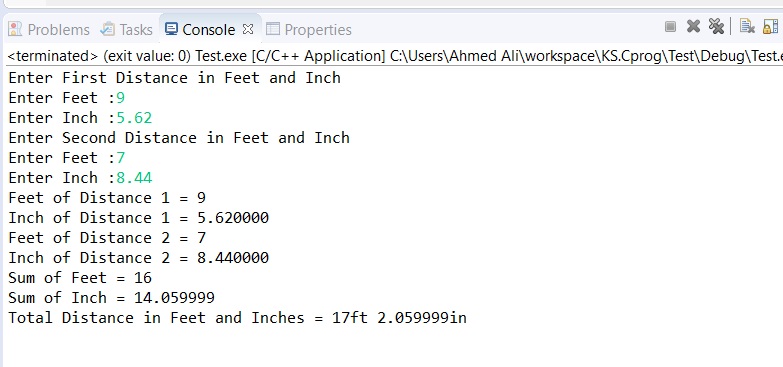 Problems Tasks Console Properties
<terminated> (exit value: 0) Test.exe [C/C++ Application] C:\Users\Ahmed Ali\workspace\KS.Cprog\Test\Debug\Test.e
Enter First Distance in Feet and Inch
Enter Feet :9
Enter Inch :5.62
Enter Second Distance in Feet and Inch
Enter Feet :7
Enter Inch :8.44
Feet of Distance 1 = 9
Inch of Distance 1 = 5.620000
Feet of Distance 2 = 7
Inch of Distance 2 = 8.440000
Sum of Feet = 16
Sum of Inch = 14.059999
Total Distance in Feet and Inches = 17ft 2.059999in